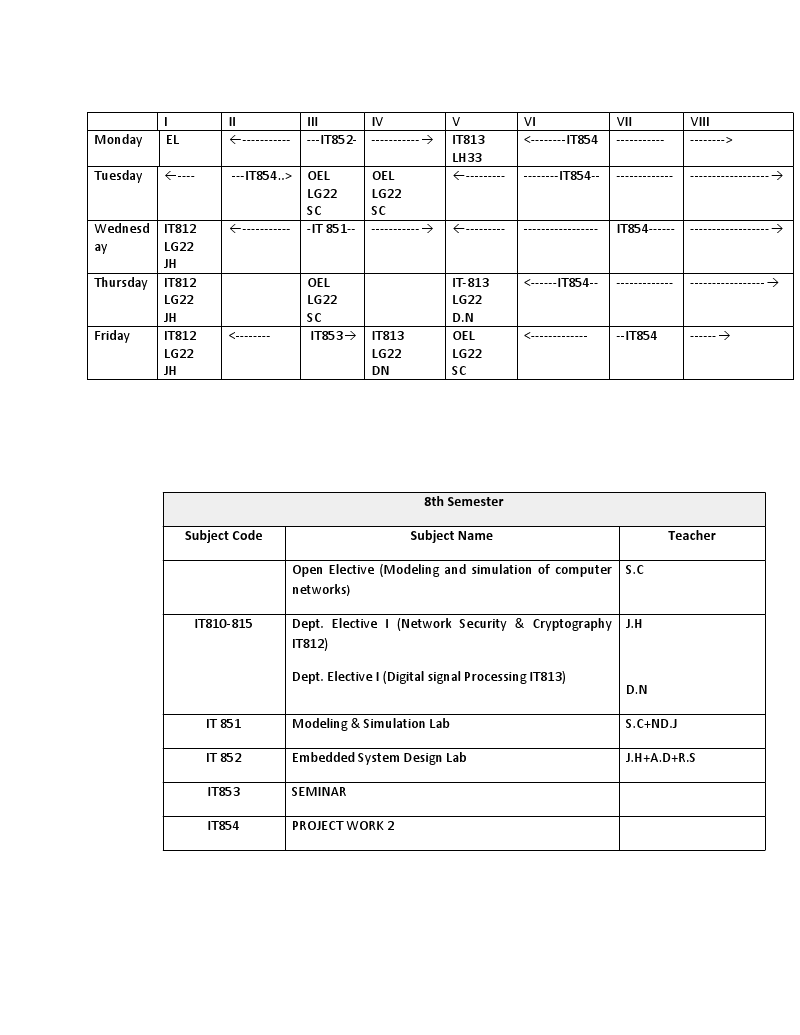 I II III IV V VI VII VIII
Monday EL ←----------- ---IT852- -----------→ IT813 <--------IT854 ----------- -------->
LH33
Tuesday ←---- ---IT854..> OEL OEL ←--------- --------IT854-- ------------- ------------------→
LG22 LG22
SC SC
Wednesd IT812 ←----------- -IT 851-- -----------→ ←--------- ----------------- IT854------ ------------------→
ay LG22
JH
Thursday IT812 OEL IT-813 <------IT854-- ------------- -----------------→
LG22 LG22 LG22
JH SC D.N
Friday IT812 <-------- IT853→ IT813 OEL <------------- --IT854 ------→
LG22 LG22 LG22
JH DN SC
8th Semester
Subject Code Subject Name Teacher
Open Elective (Modeling and simulation of computer S.C
networks)
IT810-815 Dept. Elective I (Network Security & Cryptography J.H
IT812)
Dept. Elective I (Digital signal Processing IT813)
D.N
IT 851 Modeling & Simulation Lab S.C+ND.J
IT 852 Embedded System Design Lab J.H+A.D+R.S
IT853 SEMINAR
IT854 PROJECT WORK 2